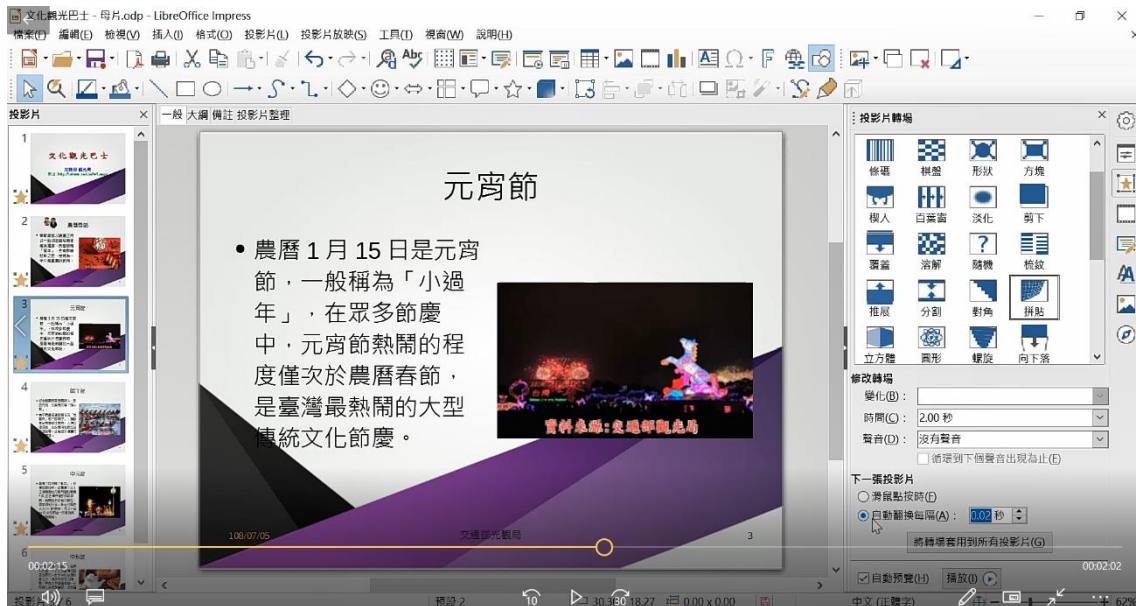 文化觀光巴士 - 母片.odp - LibreOffice Impress
檔案(F) 編輯(E) 檢視(V) 插入(I) 格式(O) 投影片(L) 投影片放映(S) 工具(T) 視窗(W) 說明(H)
投影片
一般 大綱 備註 投影片整理
1
文化觀光巴士
2
農曆春節
3
元宵節
4
5
中元節
6
元宵節
• 農曆 1 月 15 日是元宵
節,一般稱為「小過
年」,在眾多節慶
中,元宵節熱鬧的程
度僅次於農曆春節,
是臺灣最熱鬧的大型
傳統文化節慶。
資料來源:交通部觀光局
108/07/05 交通部觀光局 3
投影片轉場
條碼 棋盤 形狀 方塊
楔入 百葉窗 淡化 剪下
覆蓋 溶解 隨機 梳紋
推展 分割 對角 拼貼
立方體 圓形 螺旋 向下落
修改轉場
變化(B):
時間(C): 2.00 秒
聲音(D): 沒有聲音
循環到下個聲音出現為止(E)
下一張投影片
滑鼠點按時(F)
自動翻換每隔(A): 0.02 秒
將轉場套用到所有投影片(G)
自動預覽(H) 播放(I)
00:02:15
00:02:02
10
30
預設 2
0.00 x 0.00
中文 (正體字)
62%